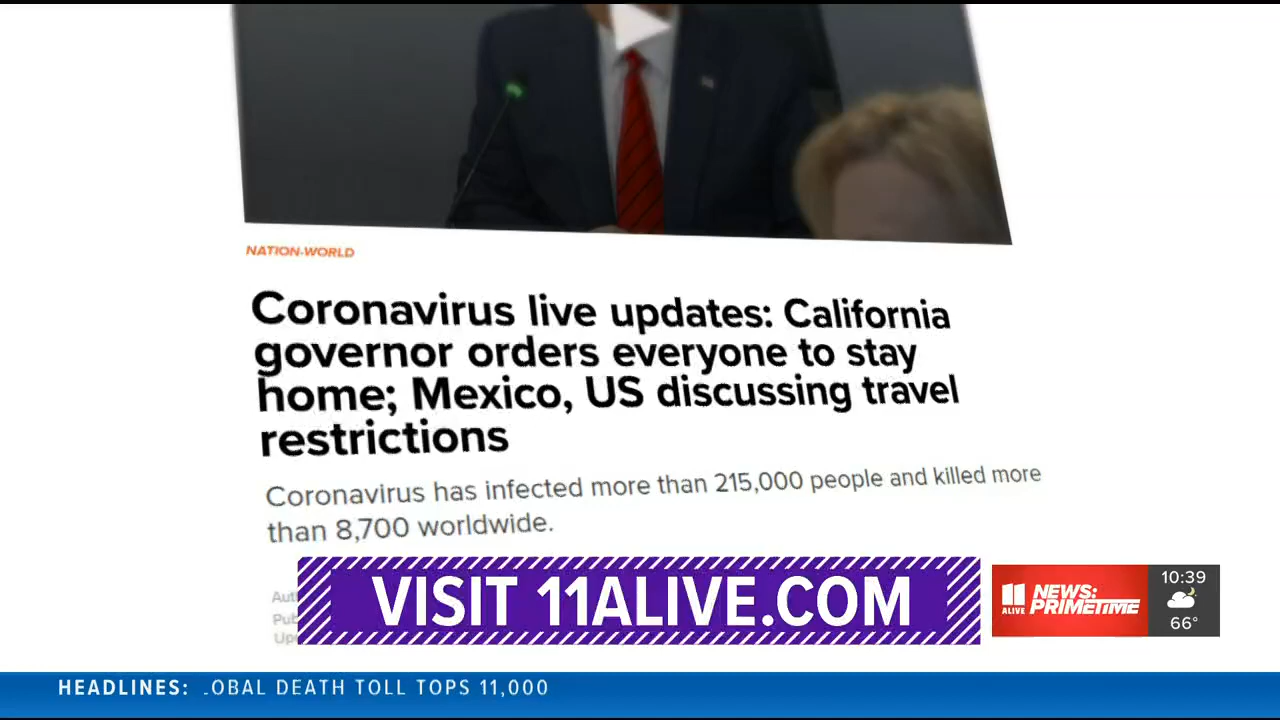 NATION-WORLD
Coronavirus live updates: California
governor orders everyone to stay
home; Mexico, US discussing travel
restrictions
Coronavirus has infected more than 215,000 people and killed more
than 8,700 worldwide.
VISIT 11ALIVE.COM
11 ALIVE
NEWS:
PRIMETIME
10:39
66°
HEADLINES: .OBAL DEATH TOLL TOPS 11,000